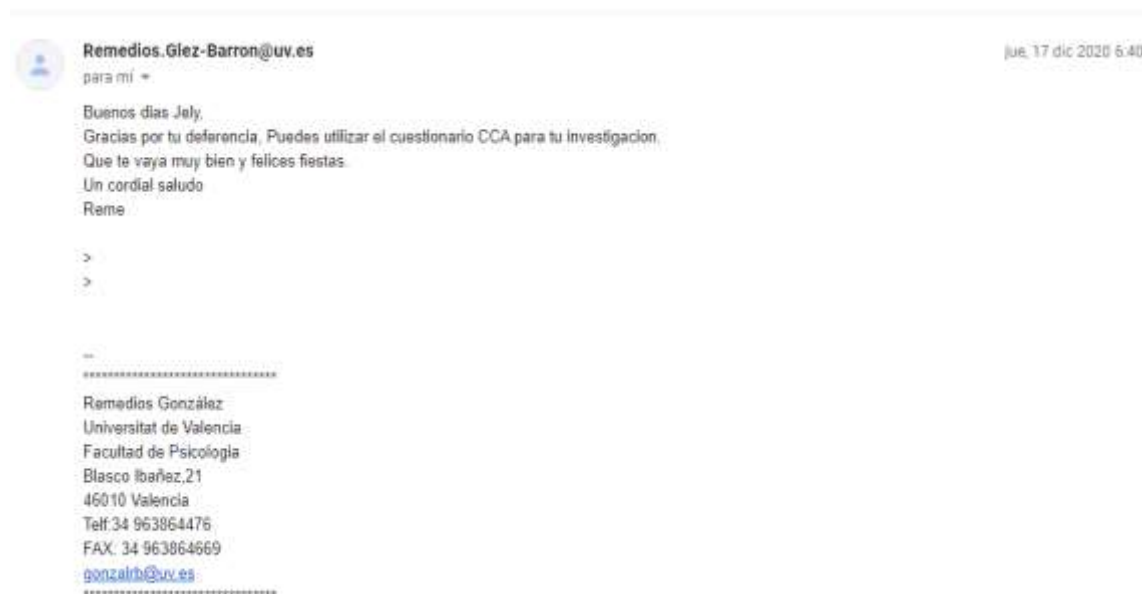 Remedios.Glez-Barron@uv.es
jue, 17 dic 2020 6:40
para mí
Buenos dias Jely,
Gracias por tu deferencia, Puedes utilizar el cuestionario CCA para tu investigacion.
Que te vaya muy bien y felices fiestas.
Un cordial saludo
Reme
>
>
--
********************************
Remedios González
Universitat de Valencia
Facultad de Psicologia
Blasco Ibañez,21
46010 Valencia
Telf:34 963864476
FAX: 34 963864669
gonzalrb@uv.es
********************************